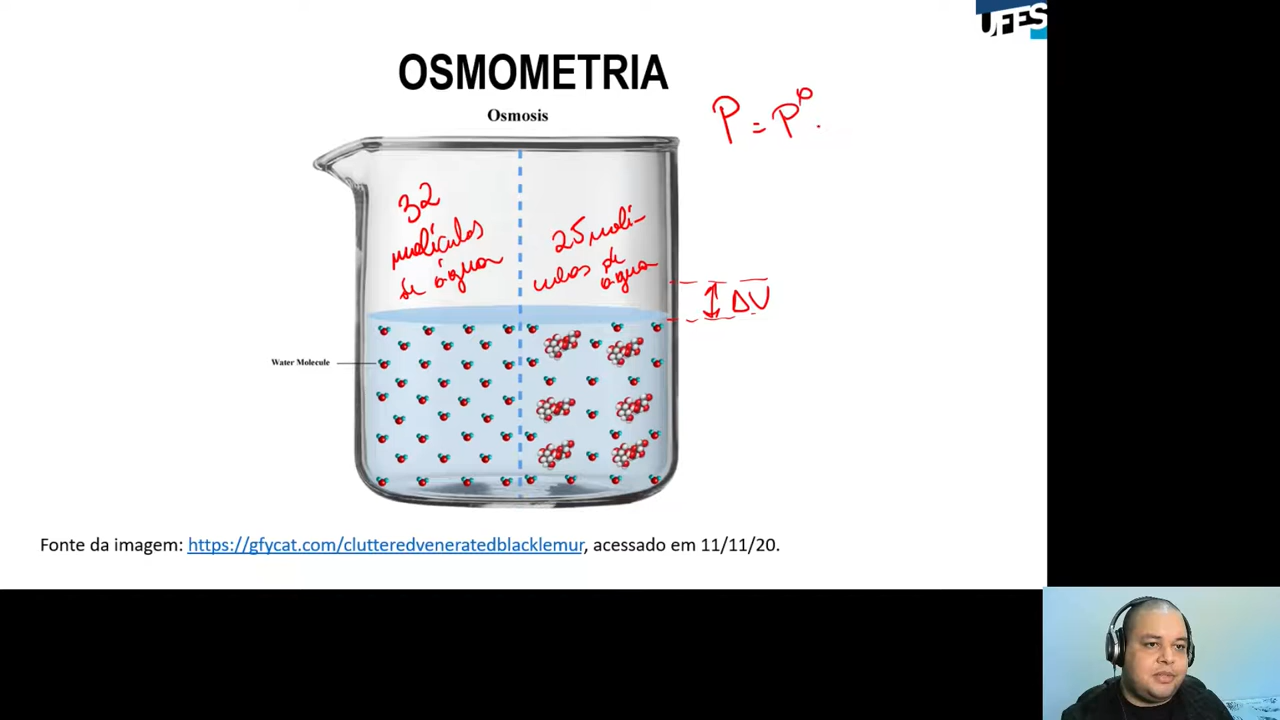 UFES
OSMOMETRIA
Osmosis
P = P°.
32
moléculas
de água
25 molé-
culas de
água
ΔV
Water Molecule
Fonte da imagem: https://gfycat.com/clutteredveneratedblacklemur, acessado em 11/11/20.